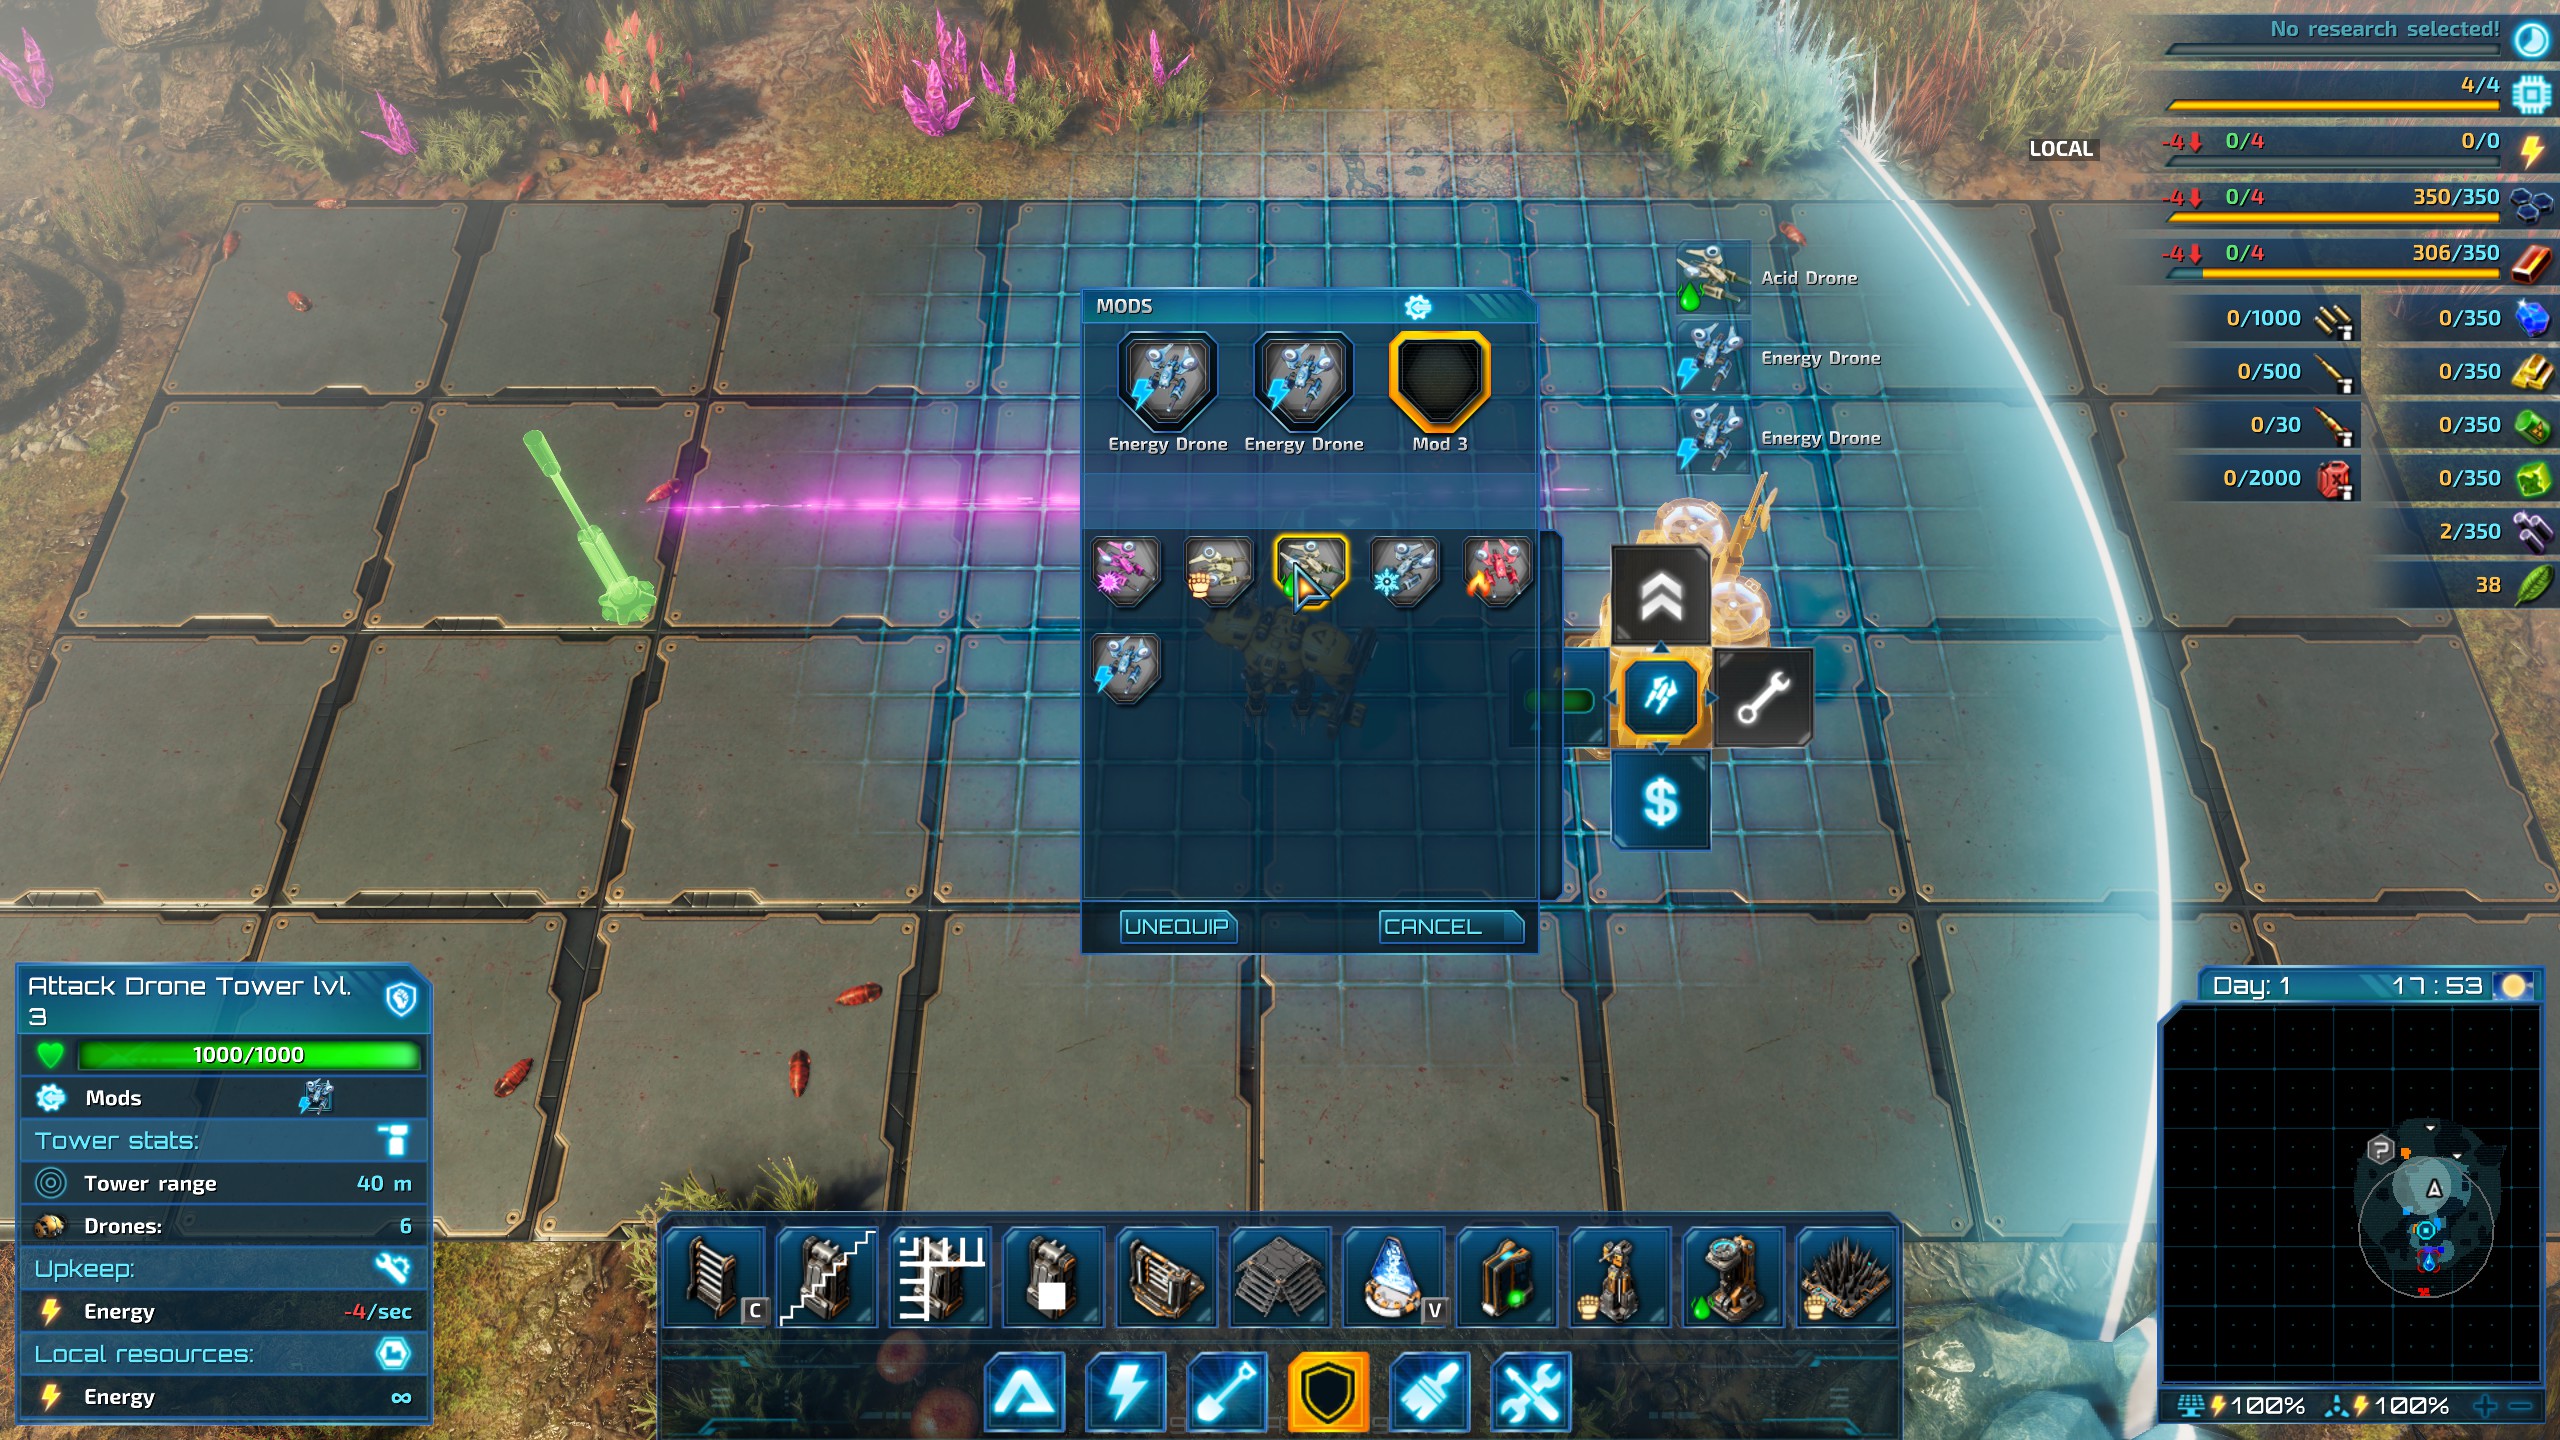 No research selected!
4/4
-4 0/4 0/0
LOCAL
-4 0/4 350/350
-4 0/4 306/350
0/1000 0/350
0/500 0/350
0/30 0/350
0/2000 0/350
2/350
38
Acid Drone
Energy Drone
Energy Drone
MODS
Energy Drone Energy Drone Mod 3
UNEQUIP CANCEL
$
Attack Drone Tower lvl.
3
1000/1000
Mods
Tower stats:
Tower range 40 m
Drones: 6
Upkeep:
Energy -4/sec
Local resources:
Energy ∞
C
V
Day: 1 17:53
?
100% 100%